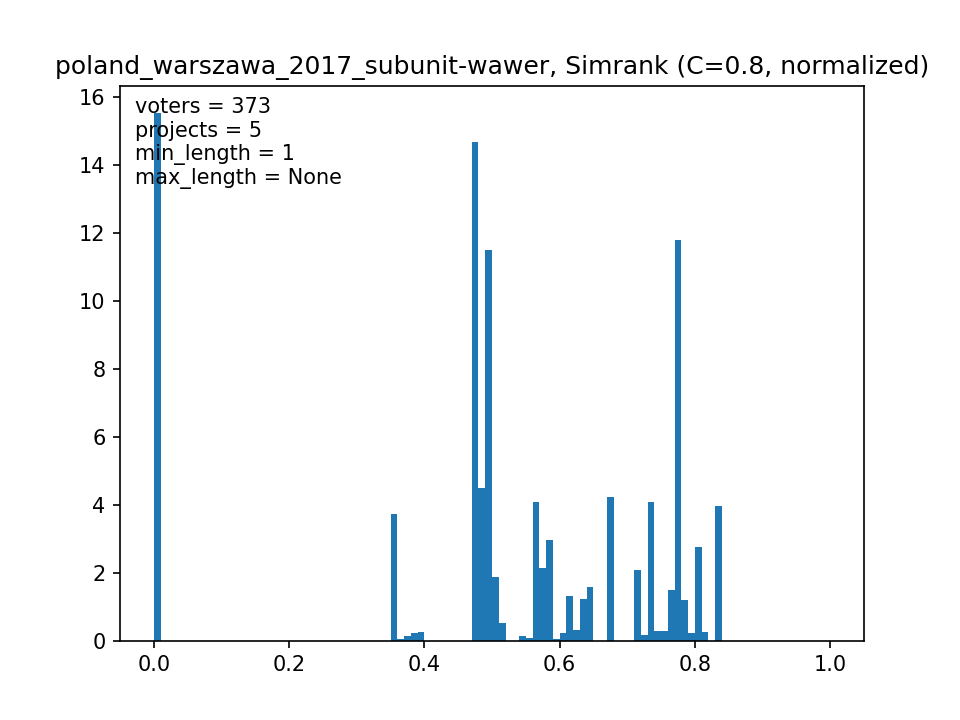 poland_warszawa_2017_subunit-wawer, Simrank (C=0.8, normalized)
16
voters = 373
projects = 5
min_length = 1
max_length = None
14
12
10
8
6
4
2
0
0.0 0.2 0.4 0.6 0.8 1.0